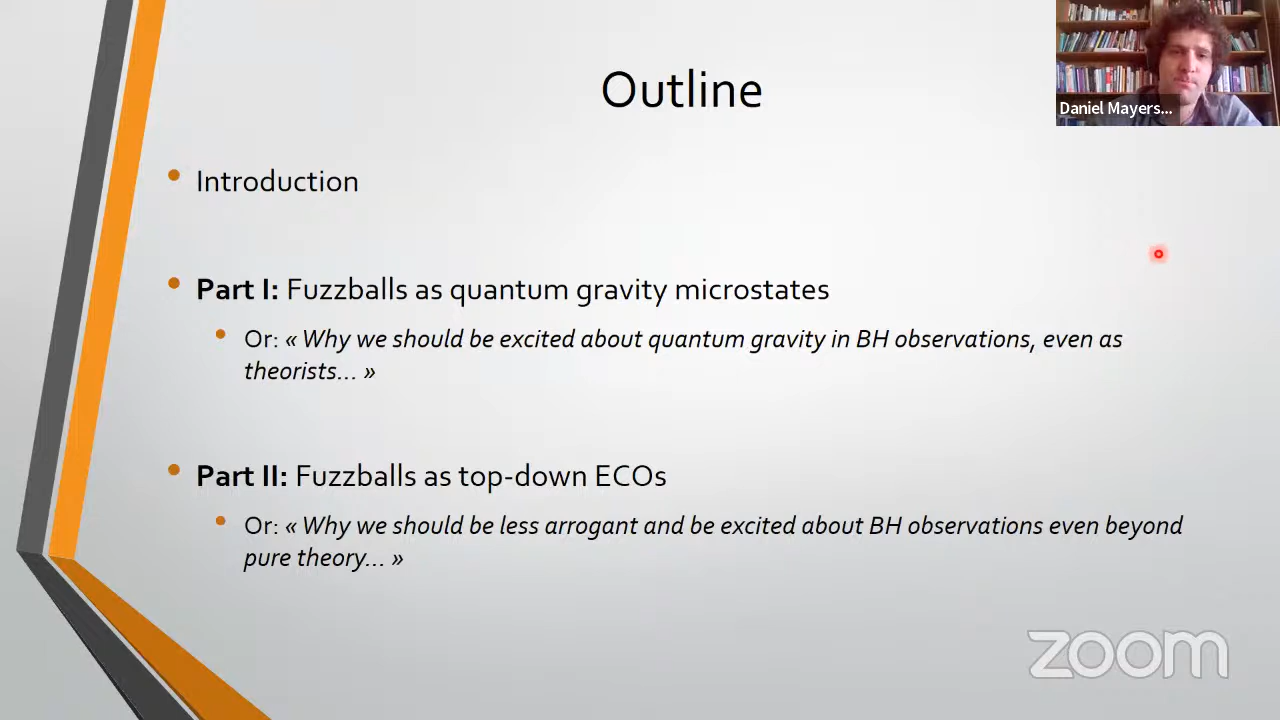 Outline
Daniel Mayers...
• Introduction
• Part I: Fuzzballs as quantum gravity microstates
• Or: « Why we should be excited about quantum gravity in BH observations, even as
theorists... »
• Part II: Fuzzballs as top-down ECOs
• Or: « Why we should be less arrogant and be excited about BH observations even beyond
pure theory... »
zoom